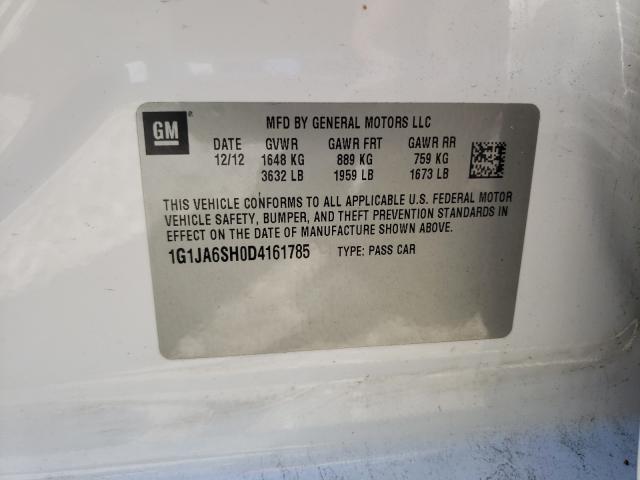 GM ® MFD BY GENERAL MOTORS LLC
DATE GVWR GAWR FRT GAWR RR
12/12 1648 KG 889 KG 759 KG
3632 LB 1959 LB 1673 LB
THIS VEHICLE CONFORMS TO ALL APPLICABLE U.S. FEDERAL MOTOR
VEHICLE SAFETY, BUMPER, AND THEFT PREVENTION STANDARDS IN
EFFECT ON THE DATE OF MANUFACTURE SHOWN ABOVE.
1G1JA6SH0D4161785 TYPE: PASS CAR